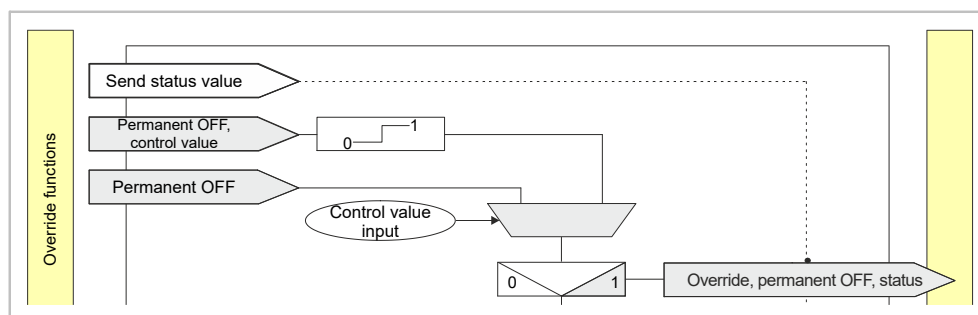 Override functions
Send status value
Permanent OFF,
control value
0
1
Permanent OFF
Control value
input
0
1
Override, permanent OFF, status